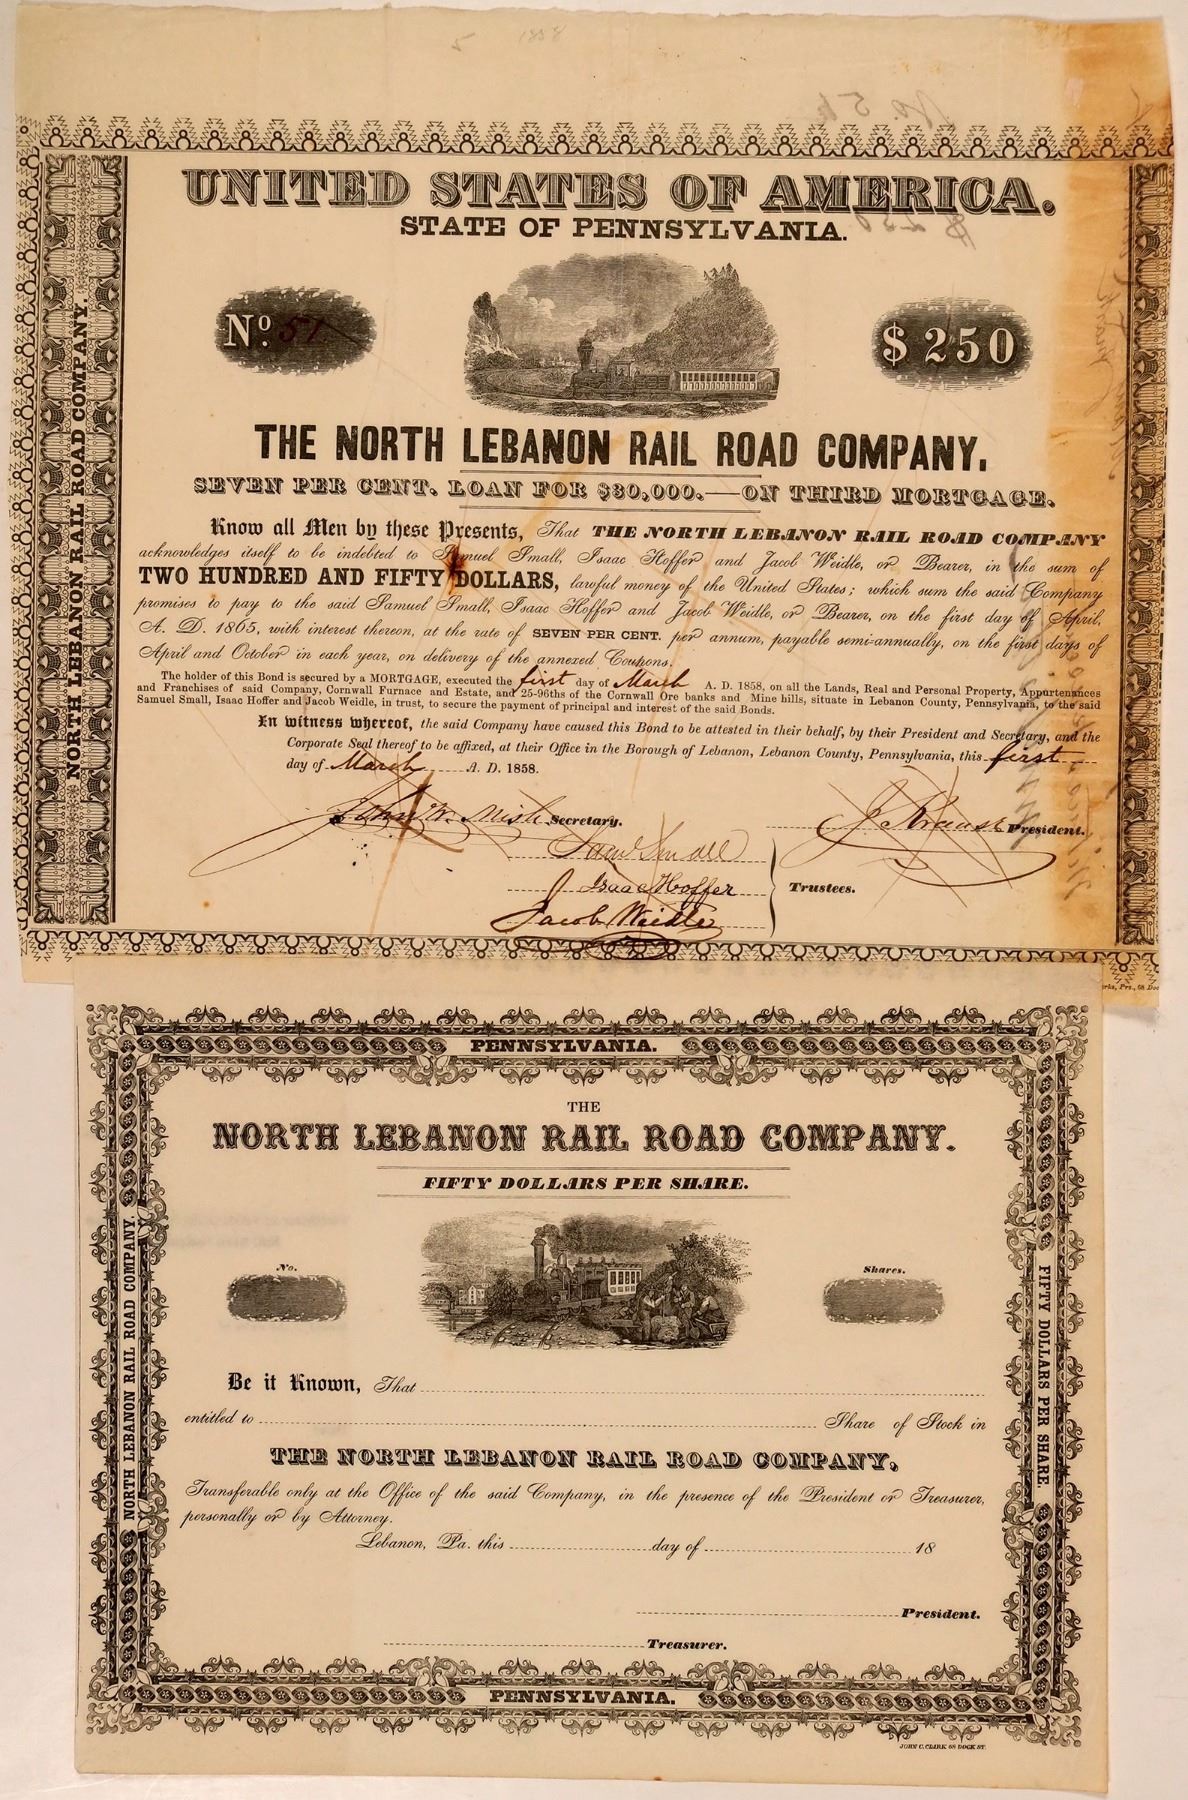 5 1858
UNITED STATES OF AMERICA.
STATE OF PENNSYLVANIA.
NORTH LEBANON RAIL ROAD COMPANY.
No. 51
$250
THE NORTH LEBANON RAIL ROAD COMPANY,
SEVEN PER CENT. LOAN FOR $30,000.—ON THIRD MORTGAGE.
Know all Men by these Presents, That THE NORTH LEBANON RAIL ROAD COMPANY
acknowledges itself to be indebted to Samuel Small, Isaac Hoffer and Jacob Weidle, or Bearer, in the sum of
TWO HUNDRED AND FIFTY DOLLARS, lawful money of the United States; which sum the said Company
promises to pay to the said Samuel Small, Isaac Hoffer and Jacob Weidle, or Bearer, on the first day of April,
A. D. 1865, with interest thereon, at the rate of SEVEN PER CENT. per annum, payable semi-annually, on the first days of
April and October in each year, on delivery of the annexed Coupons.
The holder of this Bond is secured by a MORTGAGE, executed the first day of March A. D. 1858, on all the Lands, Real and Personal Property, Appurtenances
and Franchises of said Company, Cornwall Furnace and Estate, and 25-96ths of the Cornwall Ore banks and Mine hills, situate in Lebanon County, Pennsylvania, to the said
Samuel Small, Isaac Hoffer and Jacob Weidle, in trust, to secure the payment of principal and interest of the said Bonds.
In witness whereof, the said Company have caused this Bond to be attested in their behalf, by their President and Secretary, and the
Corporate Seal thereof to be affixed, at their Office in the Borough of Lebanon, Lebanon County, Pennsylvania, this first
day of March A. D. 1858.
John W. Mish Secretary.
J Krause President.
Saml Small
Isaac Hoffer
Jacob Weidle
Trustees.
68 Doc
PENNSYLVANIA.
THE
NORTH LEBANON RAIL ROAD COMPANY.
FIFTY DOLLARS PER SHARE.
NORTH LEBANON RAIL ROAD COMPANY.
FIFTY DOLLARS PER SHARE.
No.
Shares.
Be it Known, That
entitled to Share of Stock in
THE NORTH LEBANON RAIL ROAD COMPANY,
Transferable only at the Office of the said Company, in the presence of the President or Treasurer,
personally or by Attorney.
Lebanon, Pa. this day of 18
President.
Treasurer.
PENNSYLVANIA.
JOHN C. CLARK 68 DOCK ST.